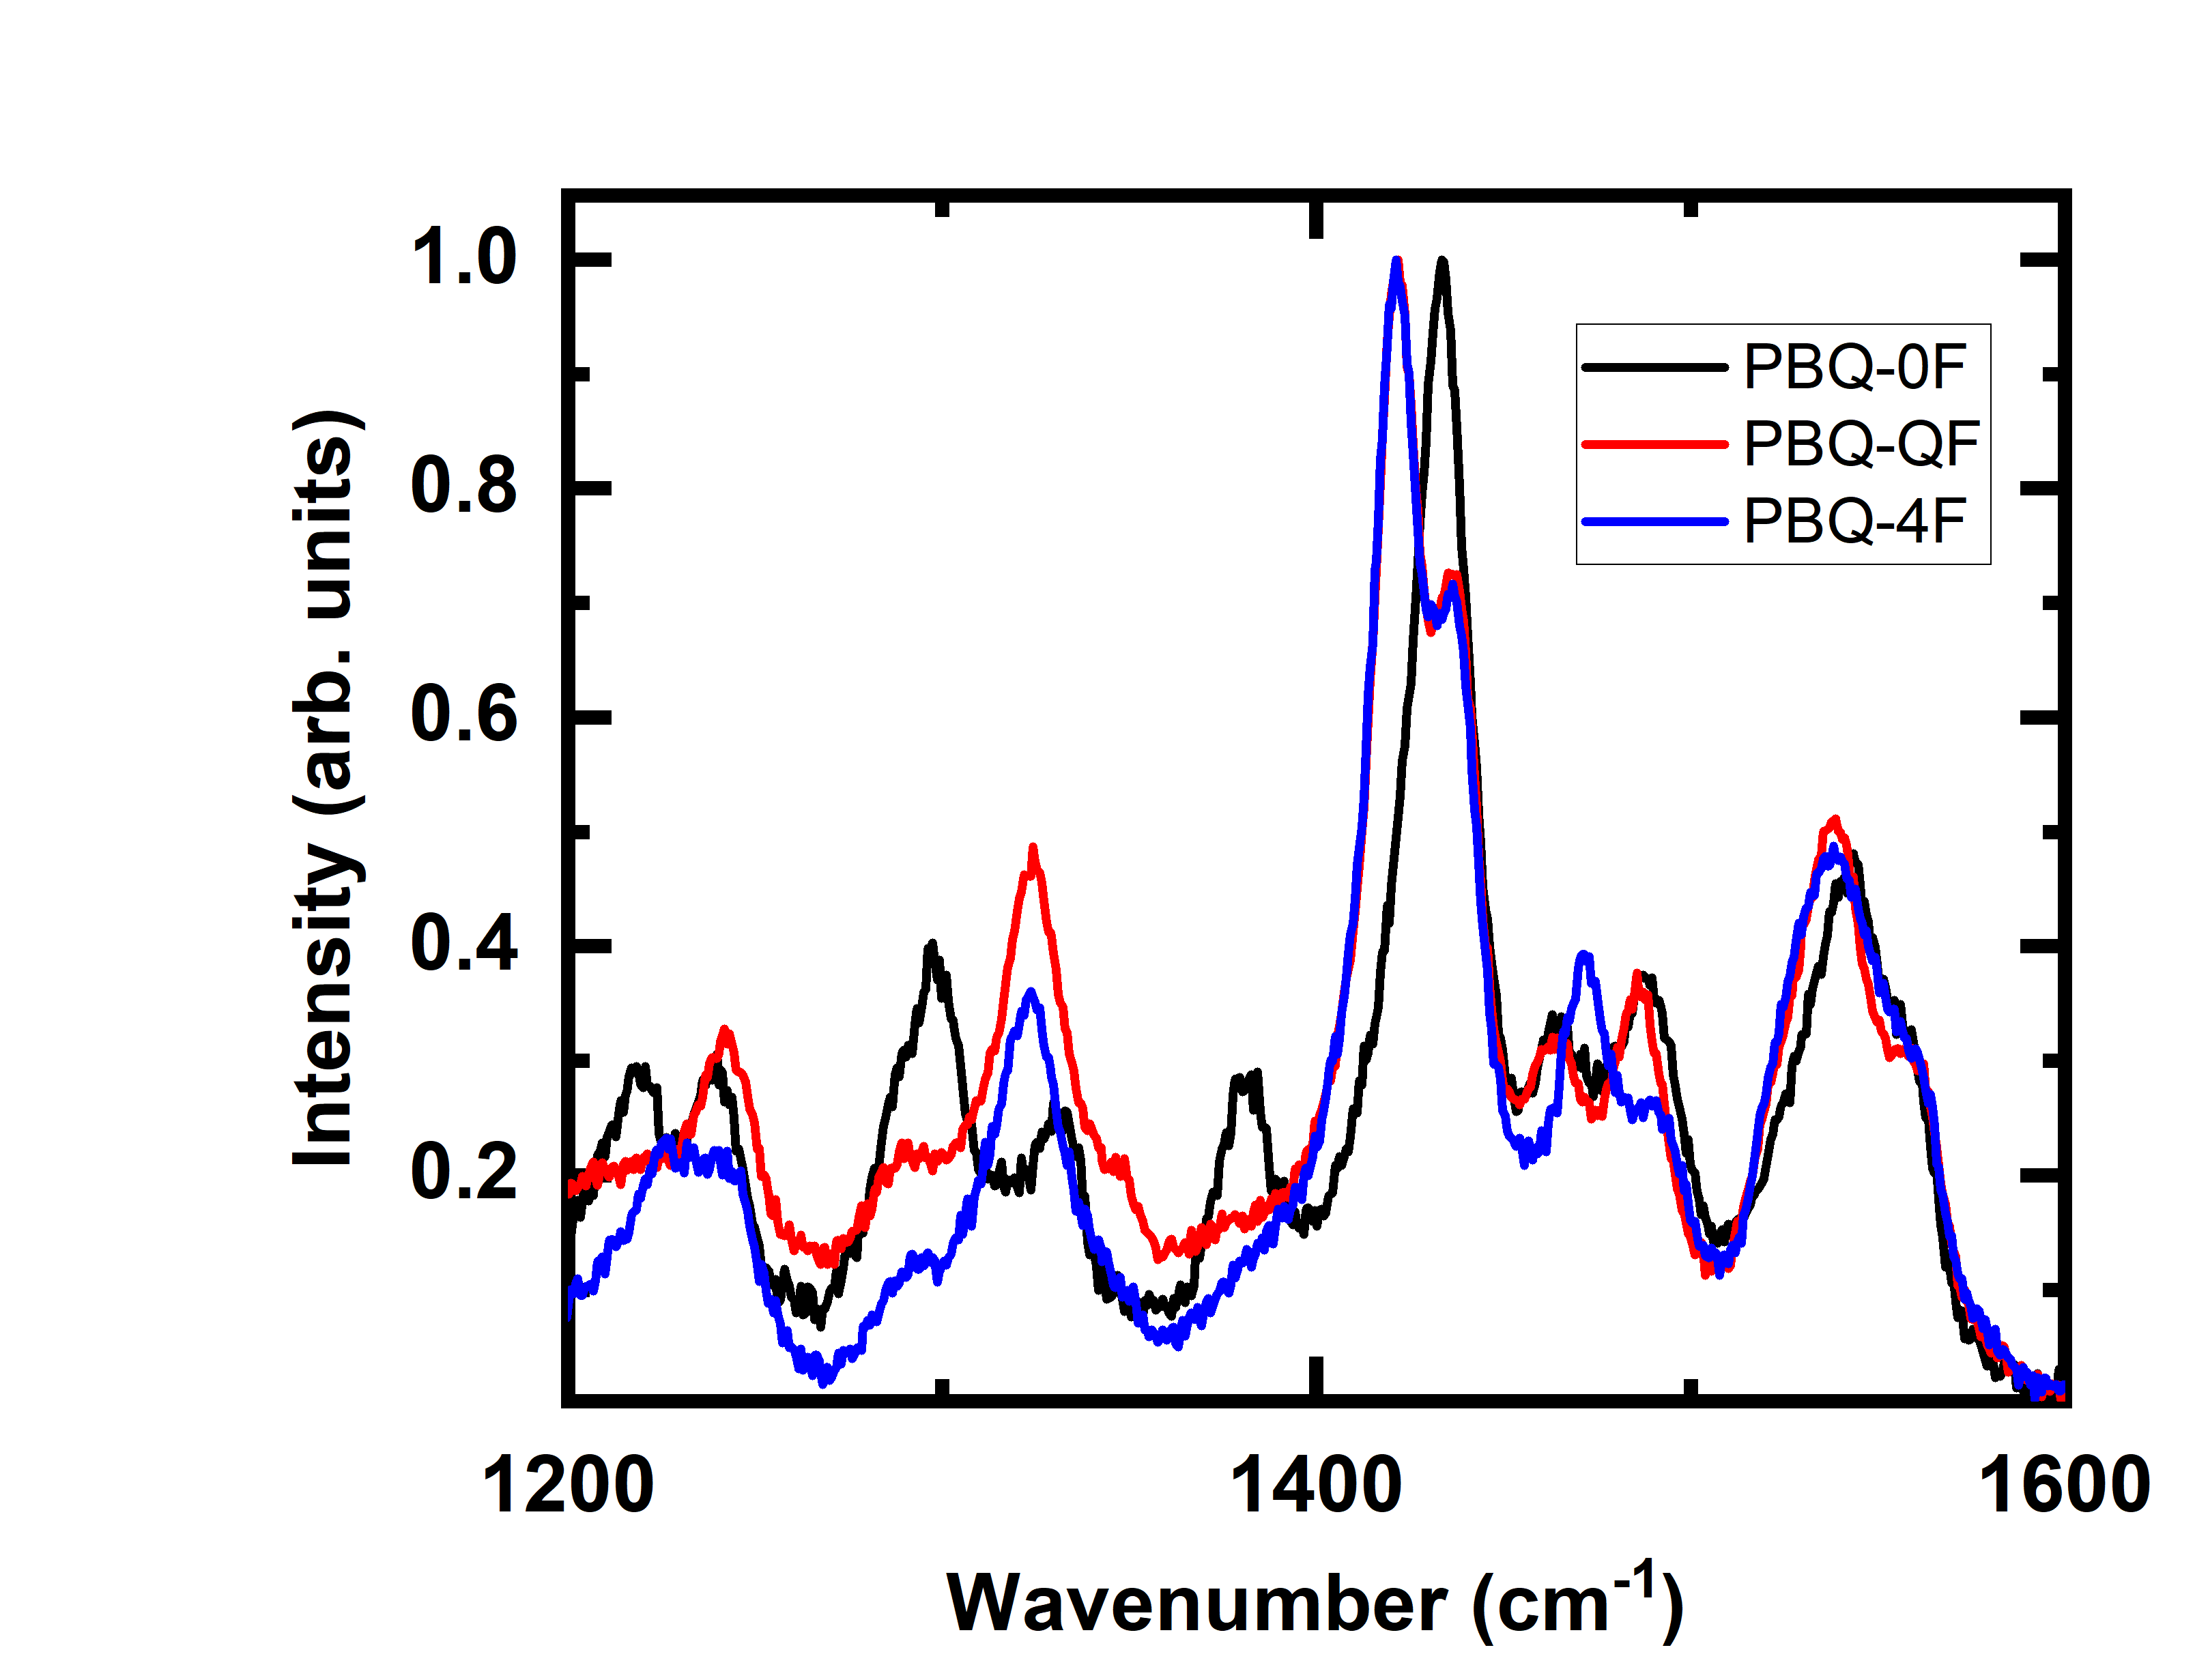 1.0
0.8
0.6
0.4
0.2
Intensity (arb. units)
PBQ-0F
PBQ-QF
PBQ-4F
1200 1400 1600
Wavenumber (cm⁻¹)